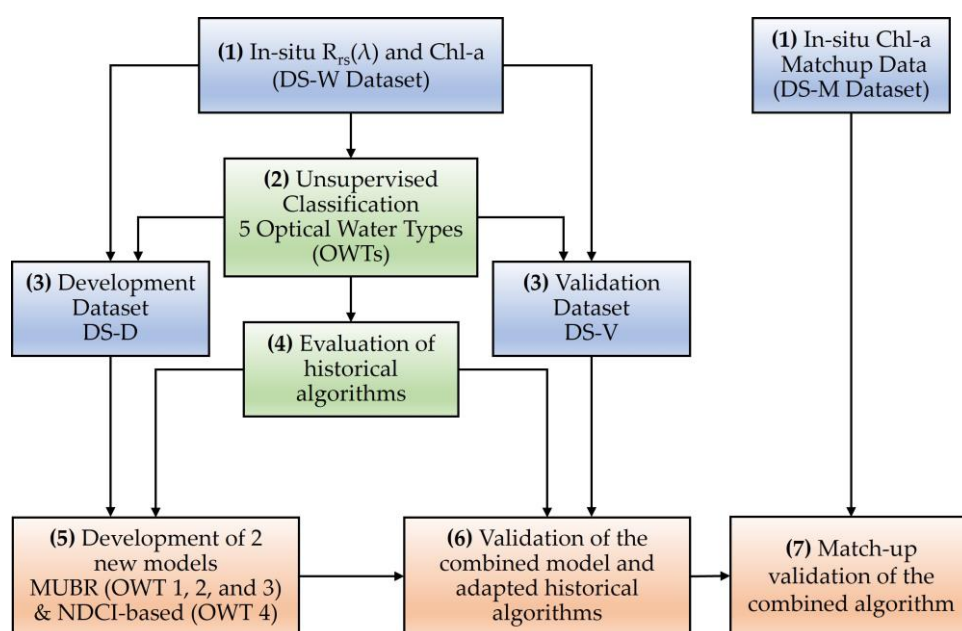 (1) In-situ Rrs(λ) and Chl-a
(DS-W Dataset)
(1) In-situ Chl-a
Matchup Data
(DS-M Dataset)
(2) Unsupervised
Classification
5 Optical Water Types
(OWTs)
(3) Development
Dataset
DS-D
(3) Validation
Dataset
DS-V
(4) Evaluation of
historical
algorithms
(5) Development of 2
new models
MUBR (OWT 1, 2, and 3)
& NDCI-based (OWT 4)
(6) Validation of the
combined model and
adapted historical
algorithms
(7) Match-up
validation of the
combined algorithm